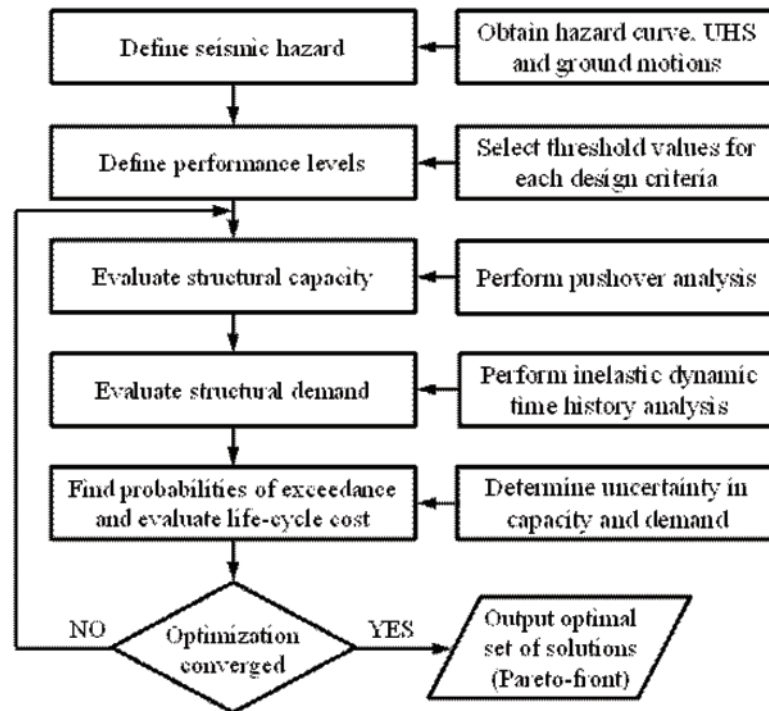 Define seismic hazard
Obtain hazard curve, UHS
and ground motions
Define performance levels
Select threshold values for
each design criteria
Evaluate structural capacity
Perform pushover analysis
Evaluate structural demand
Perform inelastic dynamic
time history analysis
Find probabilities of exceedance
and evaluate life-cycle cost
Determine uncertainty in
capacity and demand
NO
Optimization
converged
YES
Output optimal
set of solutions
(Pareto-front)